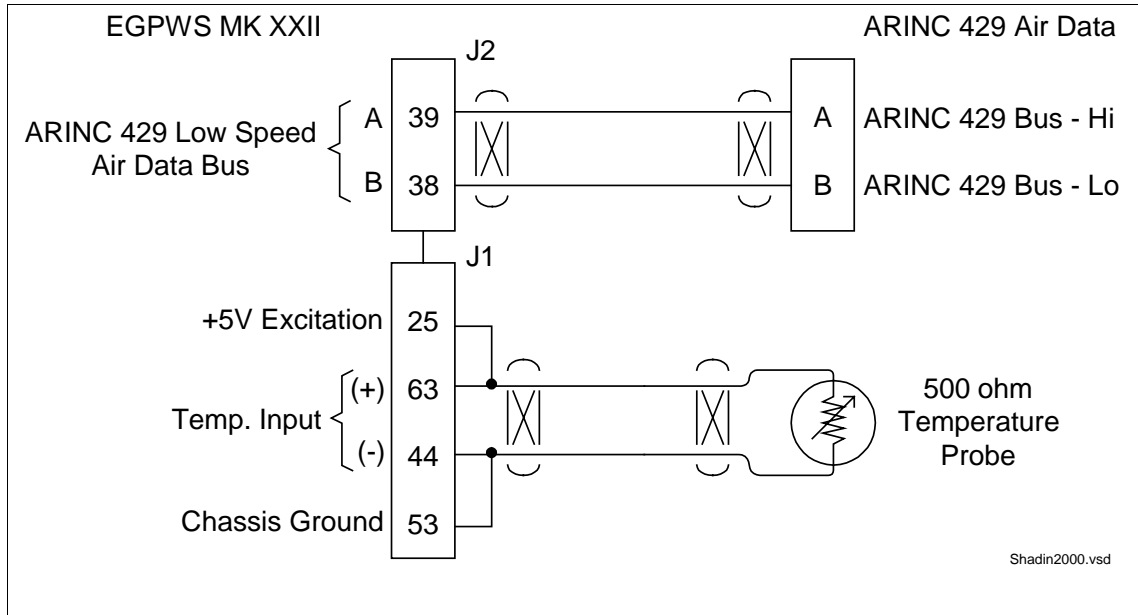 EGPWS MK XXII
ARINC 429 Air Data
J2
ARINC 429 Low Speed
Air Data Bus
A
39
B
38
A
ARINC 429 Bus - Hi
B
ARINC 429 Bus - Lo
J1
+5V Excitation
25
Temp. Input
(+)
63
(-)
44
Chassis Ground
53
500 ohm
Temperature
Probe
Shadin2000.vsd